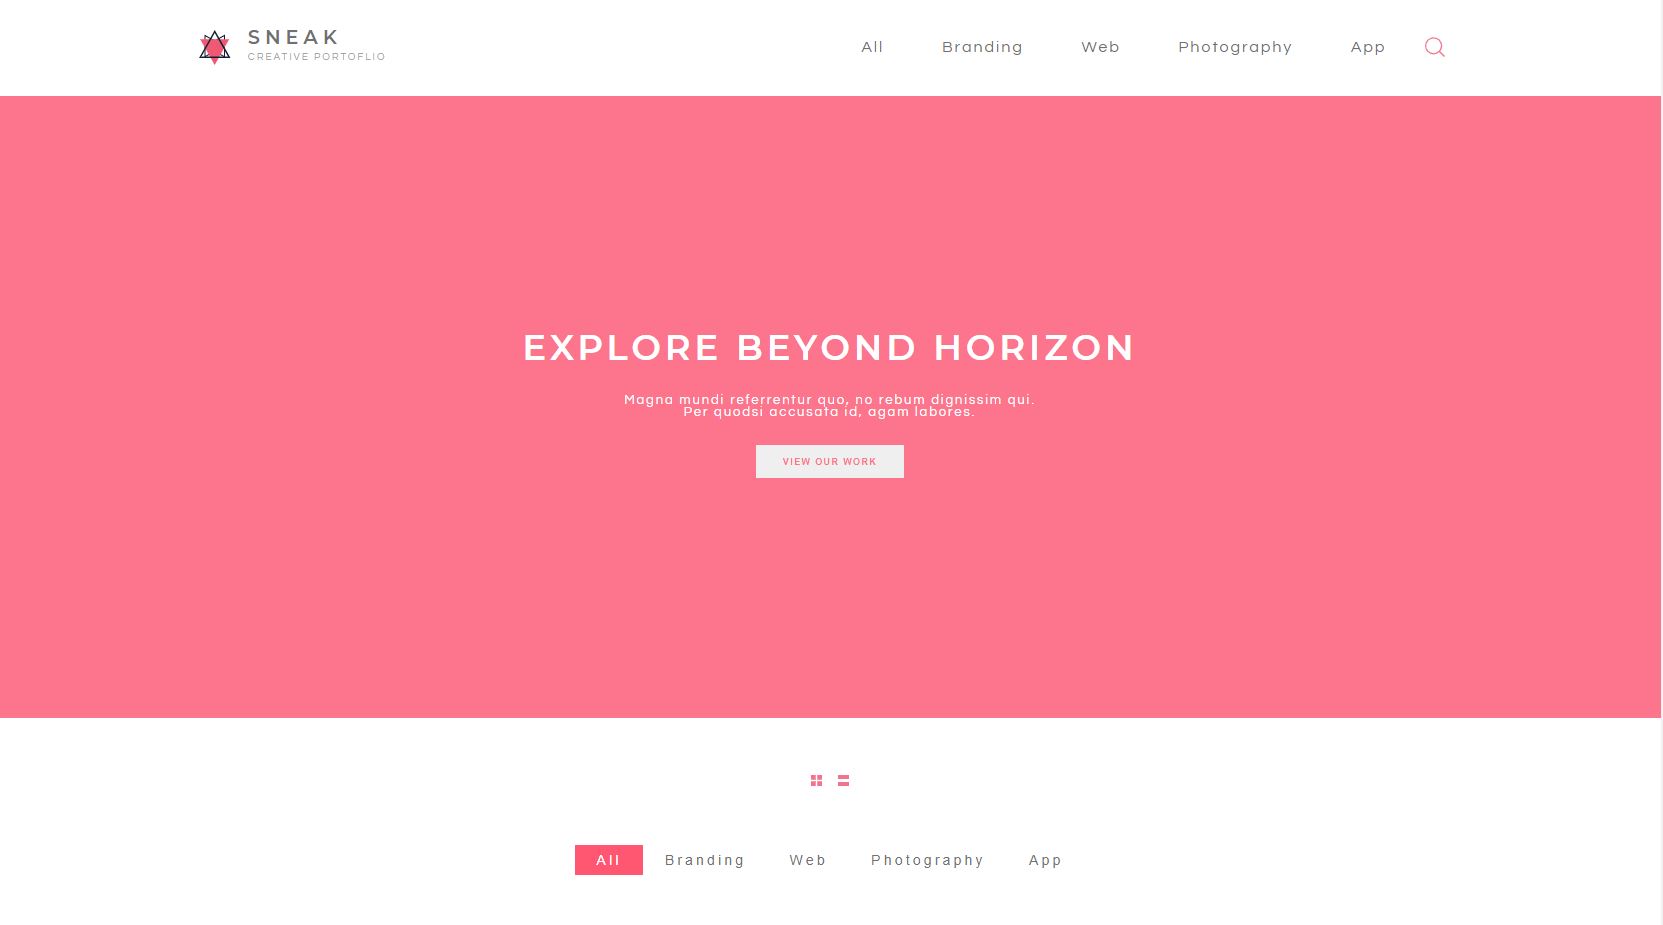 SNEAK
CREATIVE PORTOFLIO
All Branding Web Photography App
EXPLORE BEYOND HORIZON
Magna mundi referrentur quo, no rebum dignissim qui.
Per quodsi accusata id, agam labores.
VIEW OUR WORK
All Branding Web Photography App